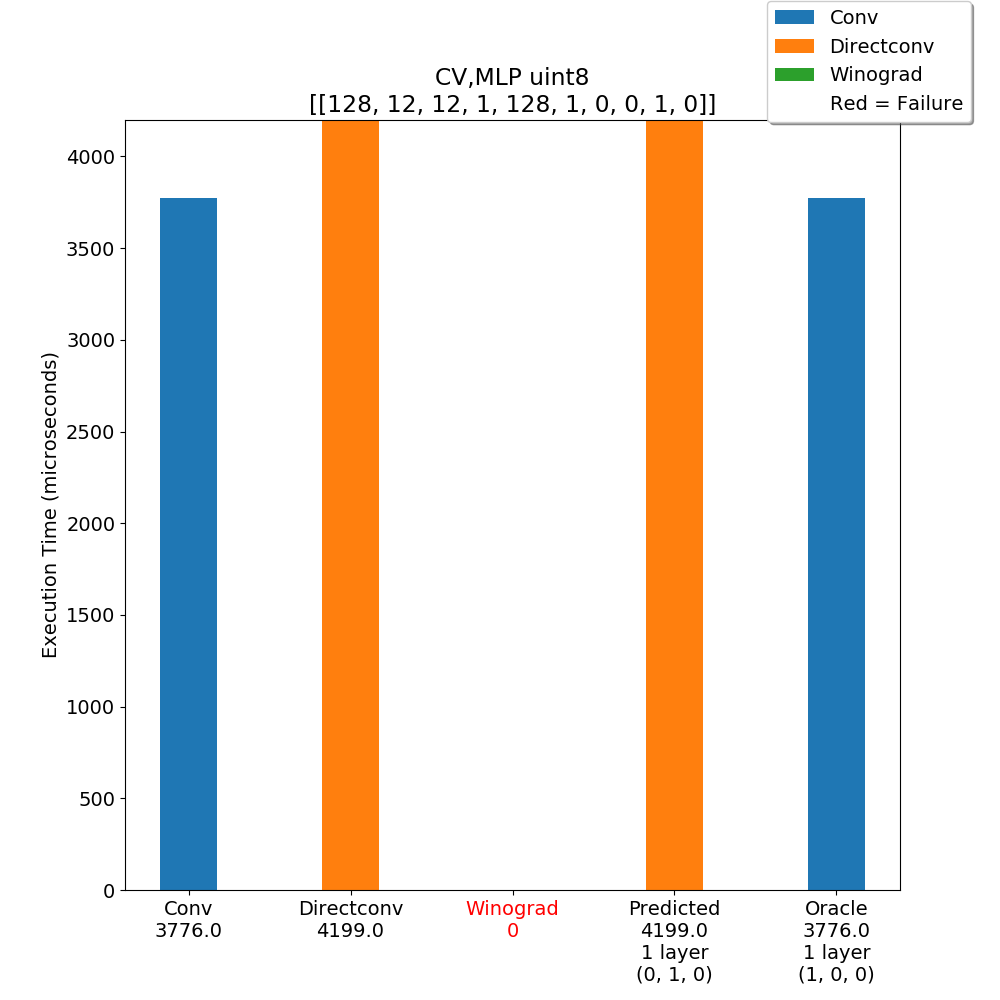 Conv
Directconv
Winograd
Red = Failure
CV,MLP uint8
[[128, 12, 12, 1, 128, 1, 0, 0, 1, 0]]
Execution Time (microseconds)
4000
3500
3000
2500
2000
1500
1000
500
0
Conv
3776.0
Directconv
4199.0
Winograd
0
Predicted
4199.0
1 layer
(0, 1, 0)
Oracle
3776.0
1 layer
(1, 0, 0)